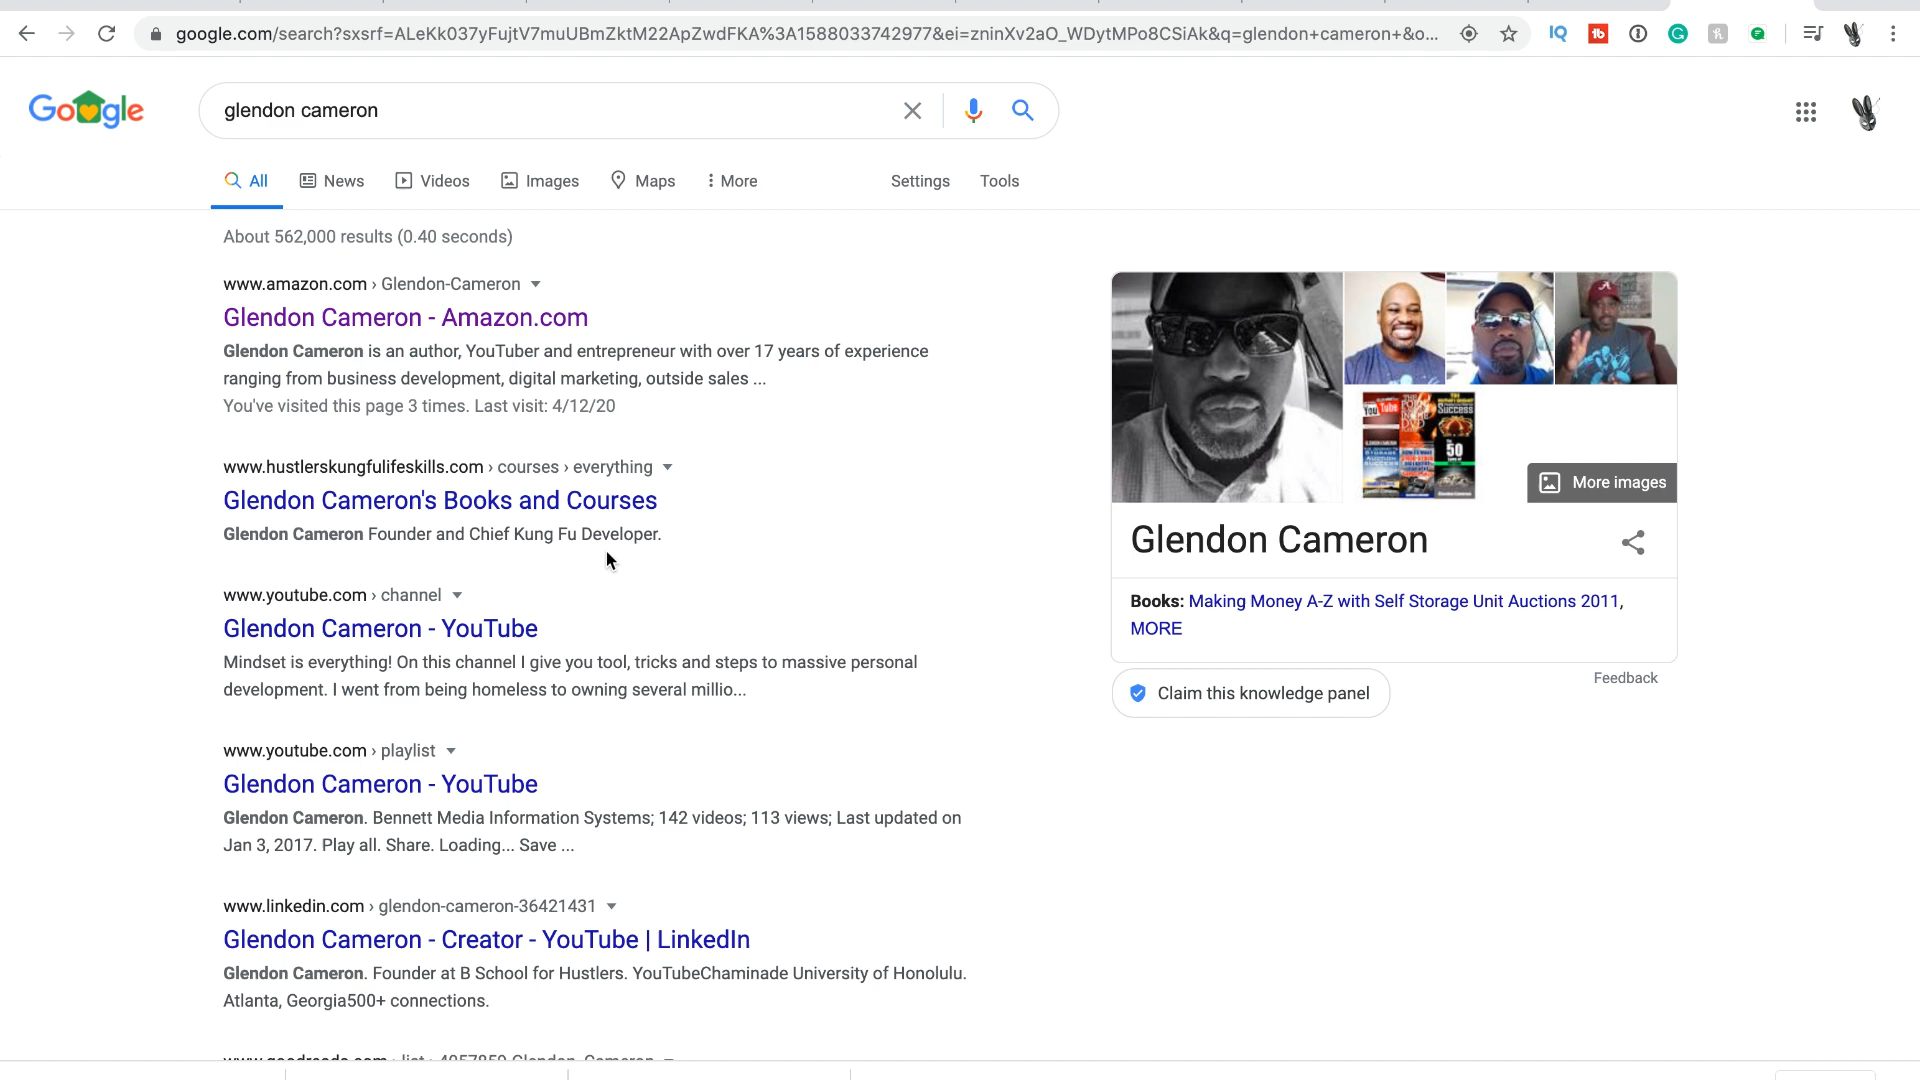 google.com/search?sxsrf=ALeKk037yFujtV7muUBmZktM22ApZwdFKA%3A1588033742977&ei=zninXv2aO_WDytMPo8CSiAk&q=glendon+cameron+&o...
Google
glendon cameron
All
News
Videos
Images
Maps
More
Settings
Tools
About 562,000 results (0.40 seconds)
www.amazon.com › Glendon-Cameron
Glendon Cameron - Amazon.com
Glendon Cameron is an author, YouTuber and entrepreneur with over 17 years of experience
ranging from business development, digital marketing, outside sales ...
You've visited this page 3 times. Last visit: 4/12/20
www.hustlerskungfulifeskills.com › courses › everything
Glendon Cameron's Books and Courses
Glendon Cameron Founder and Chief Kung Fu Developer.
www.youtube.com › channel
Glendon Cameron - YouTube
Mindset is everything! On this channel I give you tool, tricks and steps to massive personal
development. I went from being homeless to owning several millio...
www.youtube.com › playlist
Glendon Cameron - YouTube
Glendon Cameron. Bennett Media Information Systems; 142 videos; 113 views; Last updated on
Jan 3, 2017. Play all. Share. Loading... Save ...
www.linkedin.com › glendon-cameron-36421431
Glendon Cameron - Creator - YouTube | LinkedIn
Glendon Cameron. Founder at B School for Hustlers. YouTubeChaminade University of Honolulu.
Atlanta, Georgia500+ connections.
You Tube
Success
50
More images
Glendon Cameron
Books: Making Money A-Z with Self Storage Unit Auctions 2011,
MORE
Feedback
Claim this knowledge panel